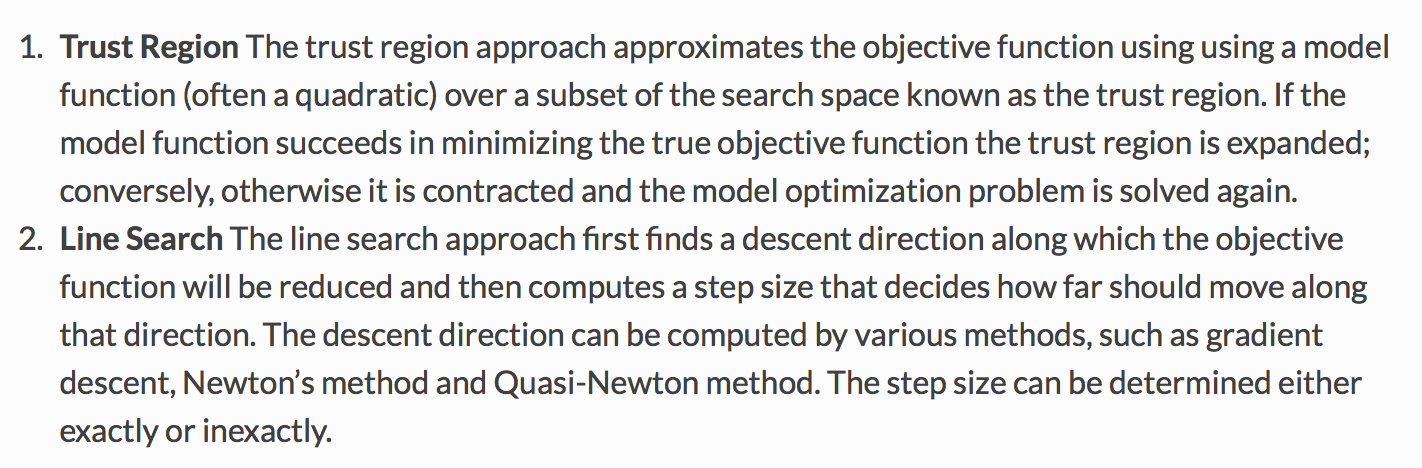 1. Trust Region The trust region approach approximates the objective function using using a model
function (often a quadratic) over a subset of the search space known as the trust region. If the
model function succeeds in minimizing the true objective function the trust region is expanded;
conversely, otherwise it is contracted and the model optimization problem is solved again.
2. Line Search The line search approach first finds a descent direction along which the objective
function will be reduced and then computes a step size that decides how far should move along
that direction. The descent direction can be computed by various methods, such as gradient
descent, Newton’s method and Quasi-Newton method. The step size can be determined either
exactly or inexactly.